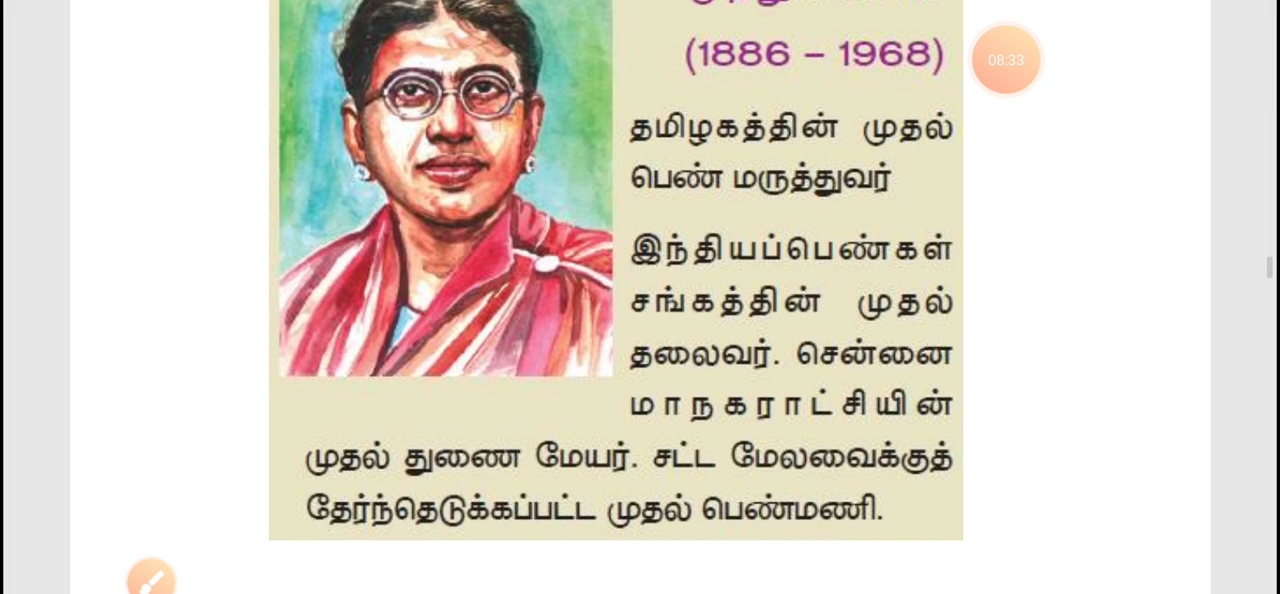 (1886 – 1968)
08:33
தமிழகத்தின் முதல்
பெண் மருத்துவர்
இந்தியப்பெண்கள்
சங்கத்தின் முதல்
தலைவர். சென்னை
மாநகராட்சியின்
முதல் துணை மேயர். சட்ட மேலவைக்குத்
தேர்ந்தெடுக்கப்பட்ட முதல் பெண்மணி.